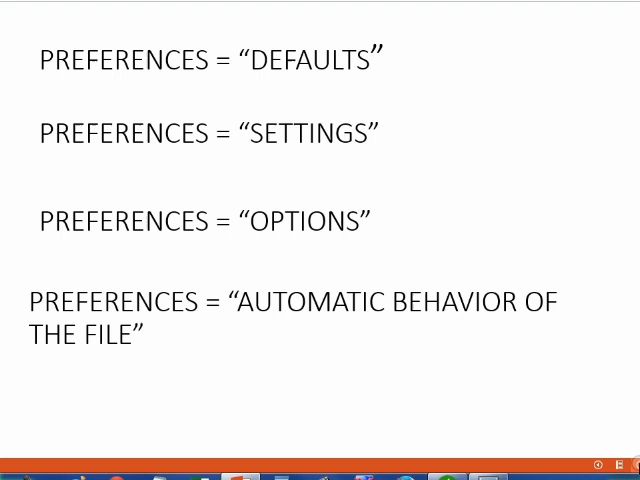 PREFERENCES = “DEFAULTS”
PREFERENCES = “SETTINGS”
PREFERENCES = “OPTIONS”
PREFERENCES = “AUTOMATIC BEHAVIOR OF
THE FILE”